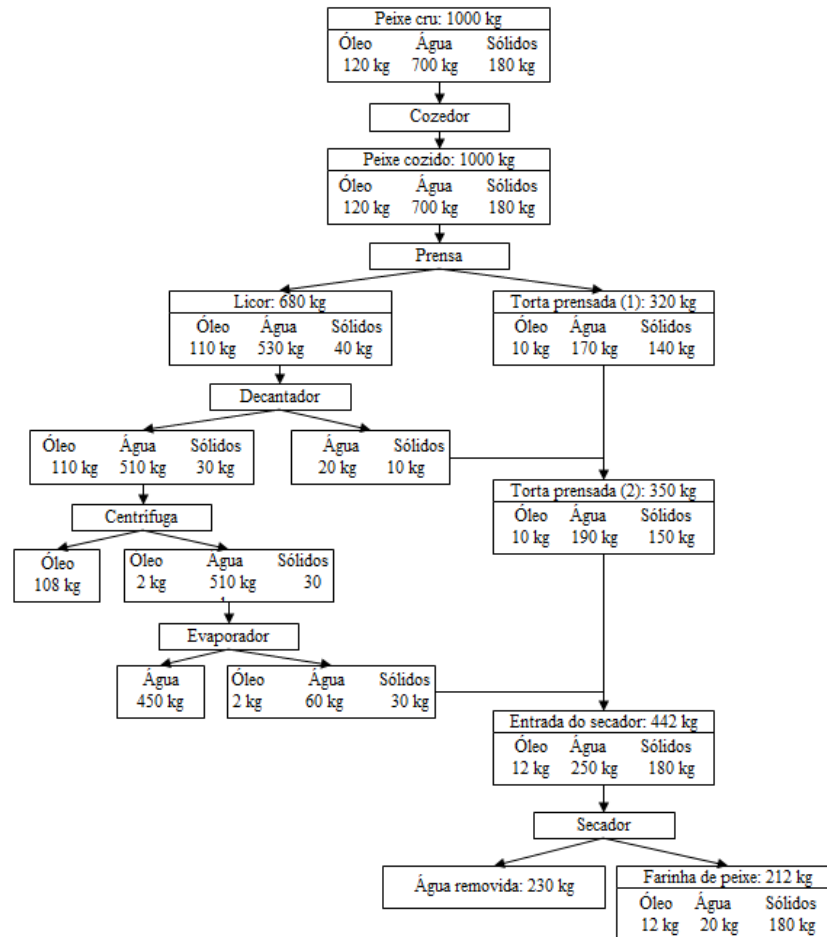 Peixe cru: 1000 kg
Óleo Água Sólidos
120 kg 700 kg 180 kg
Cozedor
Peixe cozido: 1000 kg
Óleo Água Sólidos
120 kg 700 kg 180 kg
Prensa
Licor: 680 kg
Óleo Água Sólidos
110 kg 530 kg 40 kg
Torta prensada (1): 320 kg
Óleo Água Sólidos
10 kg 170 kg 140 kg
Decantador
Óleo Água Sólidos
110 kg 510 kg 30 kg
Água Sólidos
20 kg 10 kg
Torta prensada (2): 350 kg
Óleo Água Sólidos
10 kg 190 kg 150 kg
Centrifuga
Óleo
108 kg
Óleo Agua Sólidos
2 kg 510 kg 30
Evaporador
Água
450 kg
Óleo Água Sólidos
2 kg 60 kg 30 kg
Entrada do secador: 442 kg
Óleo Água Sólidos
12 kg 250 kg 180 kg
Secador
Água removida: 230 kg
Farinha de peixe: 212 kg
Óleo Água Sólidos
12 kg 20 kg 180 kg